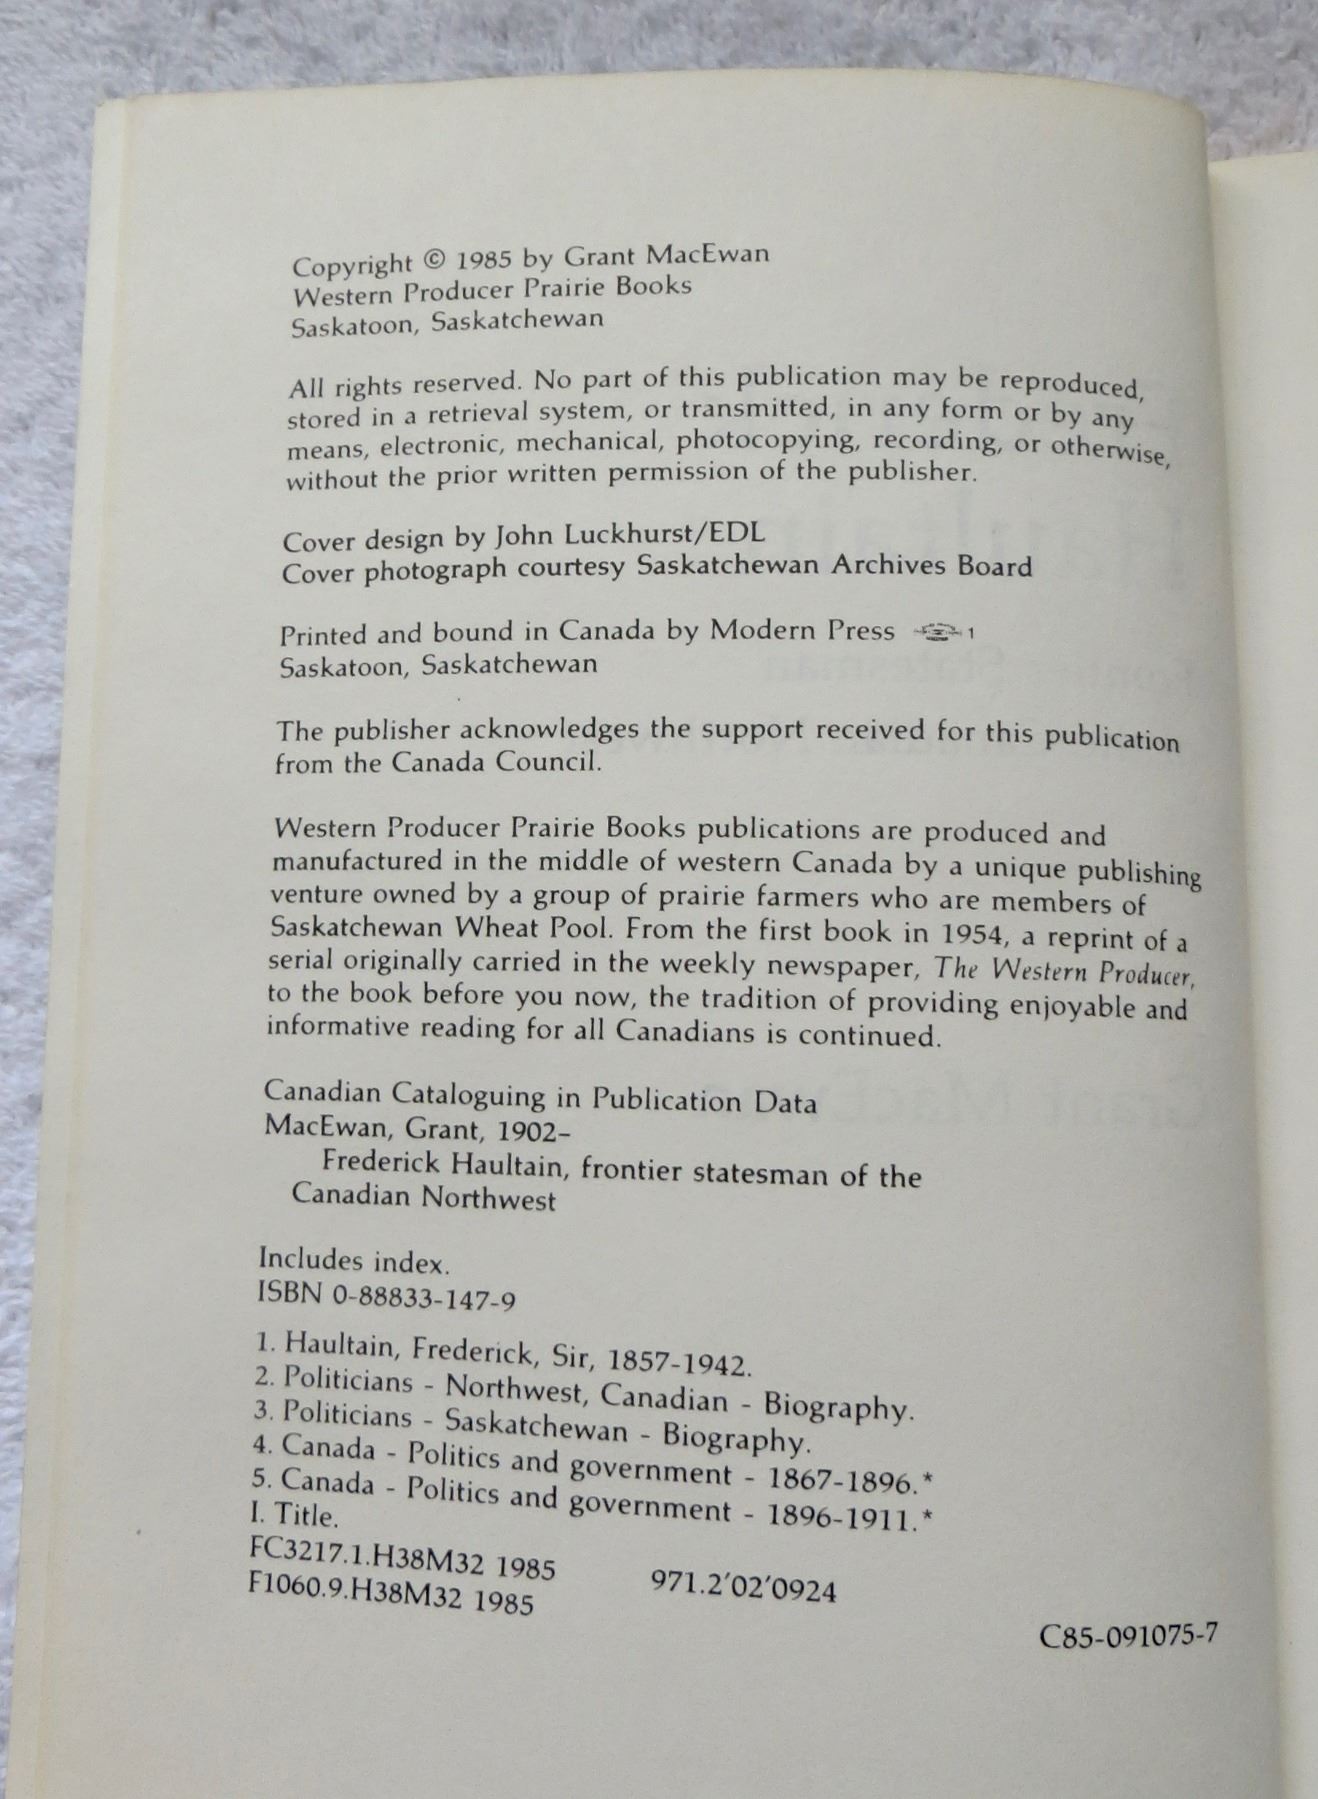 Copyright © 1985 by Grant MacEwan
Western Producer Prairie Books
Saskatoon, Saskatchewan
All rights reserved. No part of this publication may be reproduced,
stored in a retrieval system, or transmitted, in any form or by any
means, electronic, mechanical, photocopying, recording, or otherwise,
without the prior written permission of the publisher.
Cover design by John Luckhurst/EDL
Cover photograph courtesy Saskatchewan Archives Board
Printed and bound in Canada by Modern Press 1
Saskatoon, Saskatchewan
The publisher acknowledges the support received for this publication
from the Canada Council.
Western Producer Prairie Books publications are produced and
manufactured in the middle of western Canada by a unique publishing
venture owned by a group of prairie farmers who are members of
Saskatchewan Wheat Pool. From the first book in 1954, a reprint of a
serial originally carried in the weekly newspaper, The Western Producer,
to the book before you now, the tradition of providing enjoyable and
informative reading for all Canadians is continued.
Canadian Cataloguing in Publication Data
MacEwan, Grant, 1902–
Frederick Haultain, frontier statesman of the
Canadian Northwest
Includes index.
ISBN 0-88833-147-9
1. Haultain, Frederick, Sir, 1857-1942.
2. Politicians - Northwest, Canadian - Biography.
3. Politicians - Saskatchewan - Biography.
4. Canada - Politics and government - 1867-1896.*
5. Canada - Politics and government - 1896-1911.*
I. Title.
FC3217.1.H38M32 1985 971.2'02'0924
F1060.9.H38M32 1985
C85-091075-7